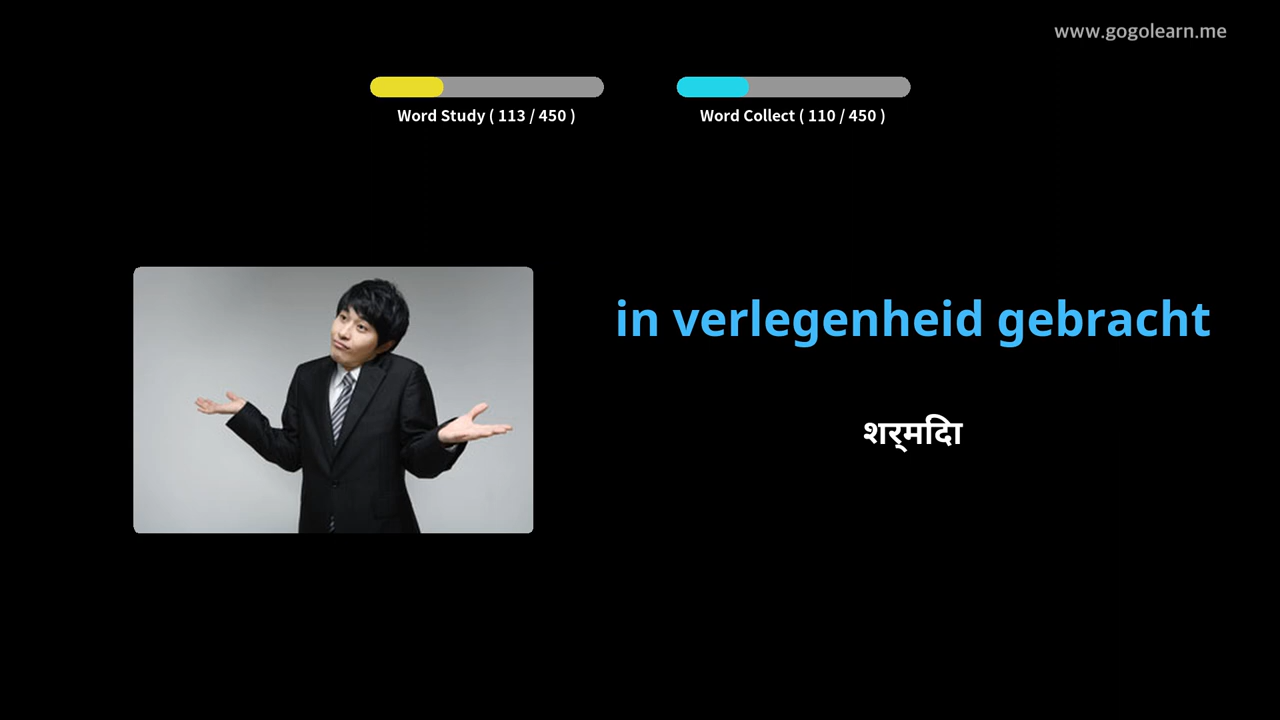 www.gogolearn.me
Word Study ( 113 / 450 )
Word Collect ( 110 / 450 )
in verlegenheid gebracht
शर्मिंदा